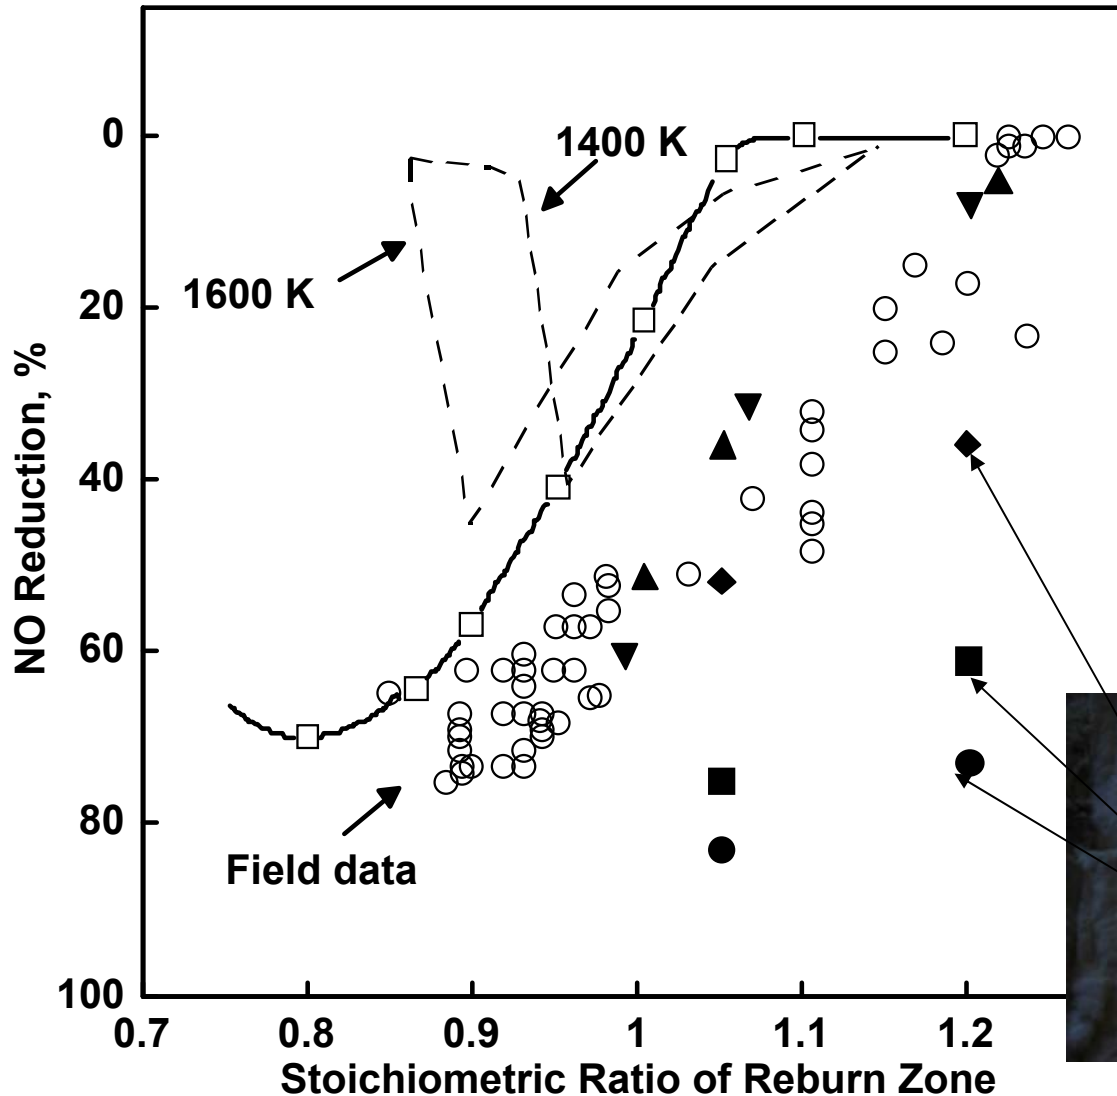 0
20
40
60
80
100
NO Reduction, %
1400 K
1600 K
Field data
0.7
0.8
0.9
1
1.1
1.2
Stoichiometric Ratio of Reburn Zone